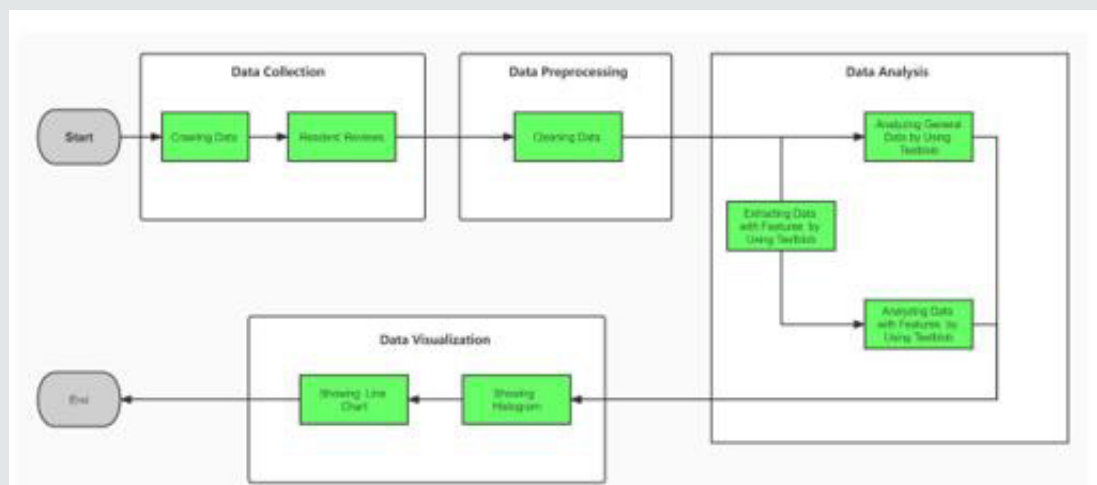 Data Collection
Data Preprocessing
Data Analysis
Start
Crawling Data
Readers' Reviews
Cleaning Data
Analyzing General
Data by Using
Textblob
Extracting Data
with Features by
Using Textblob
Analyzing Data
with Features by
Using Textblob
Data Visualization
End
Showing Line
Chart
Showing
Histogram